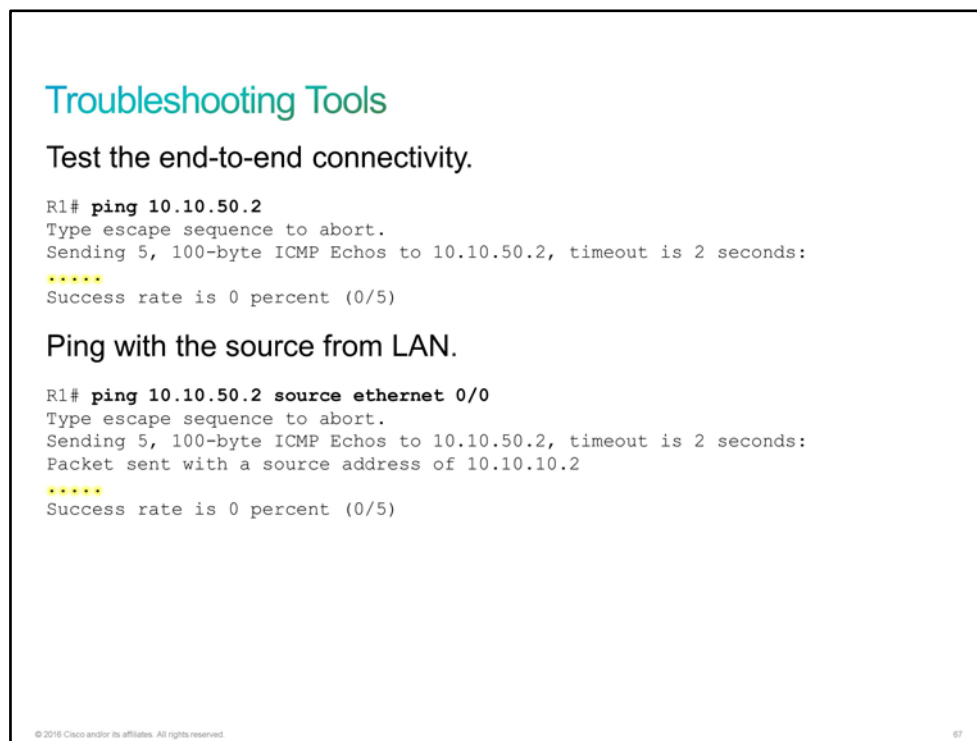 Troubleshooting Tools
Test the end-to-end connectivity.
R1# ping 10.10.50.2
Type escape sequence to abort.
Sending 5, 100-byte ICMP Echos to 10.10.50.2, timeout is 2 seconds:
.....
Success rate is 0 percent (0/5)
Ping with the source from LAN.
R1# ping 10.10.50.2 source ethernet 0/0
Type escape sequence to abort.
Sending 5, 100-byte ICMP Echos to 10.10.50.2, timeout is 2 seconds:
Packet sent with a source address of 10.10.10.2
.....
Success rate is 0 percent (0/5)
© 2016 Cisco and/or its affiliates. All rights reserved.
67